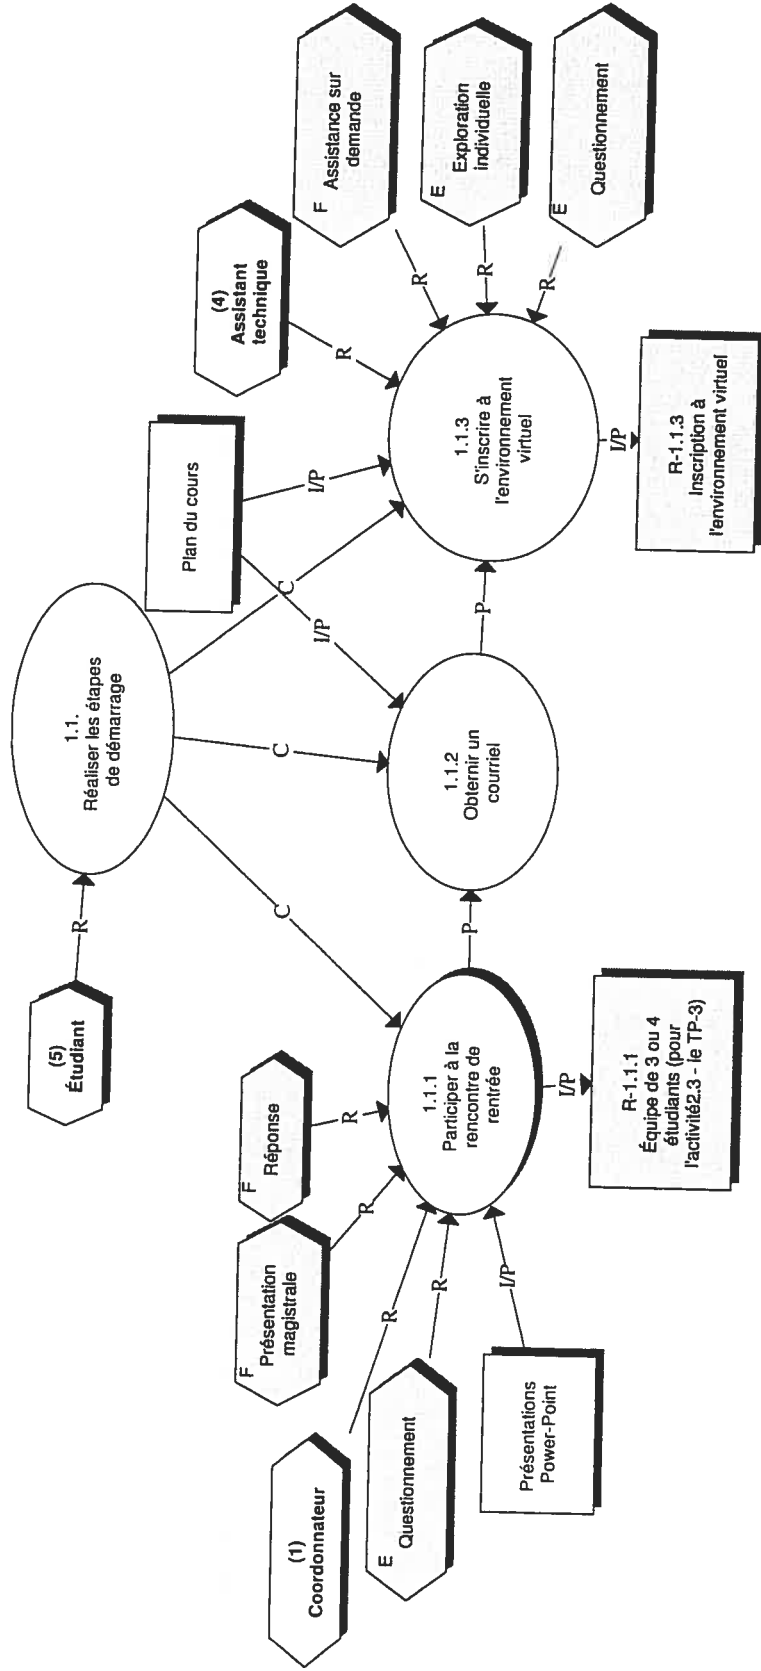 (5)
Étudiant
R
1.1.
Réaliser les étapes
de démarrage
C
C
C
Plan du cours
I/P
I/P
(4)
Assistant
technique
R
F
Assistance sur
demande
R
E
Exploration
individuelle
R
E
Questionnement
R
(1)
Coordonnateur
R
F
Présentation
magistrale
R
F
Réponse
R
E
Questionnement
R
Présentations
Power-Point
I/P
1.1.1
Participer à la
rencontre de
rentrée
P
1.1.2
Obternir un
courriel
P
1.1.3
S'inscrire à
l'environnement
virtuel
I/P
R-1.1.1
Équipe de 3 ou 4
étudiants (pour
l'activité2.3 - le TP-3)
I/P
R-1.1.3
Inscription à
l'environnement virtuel